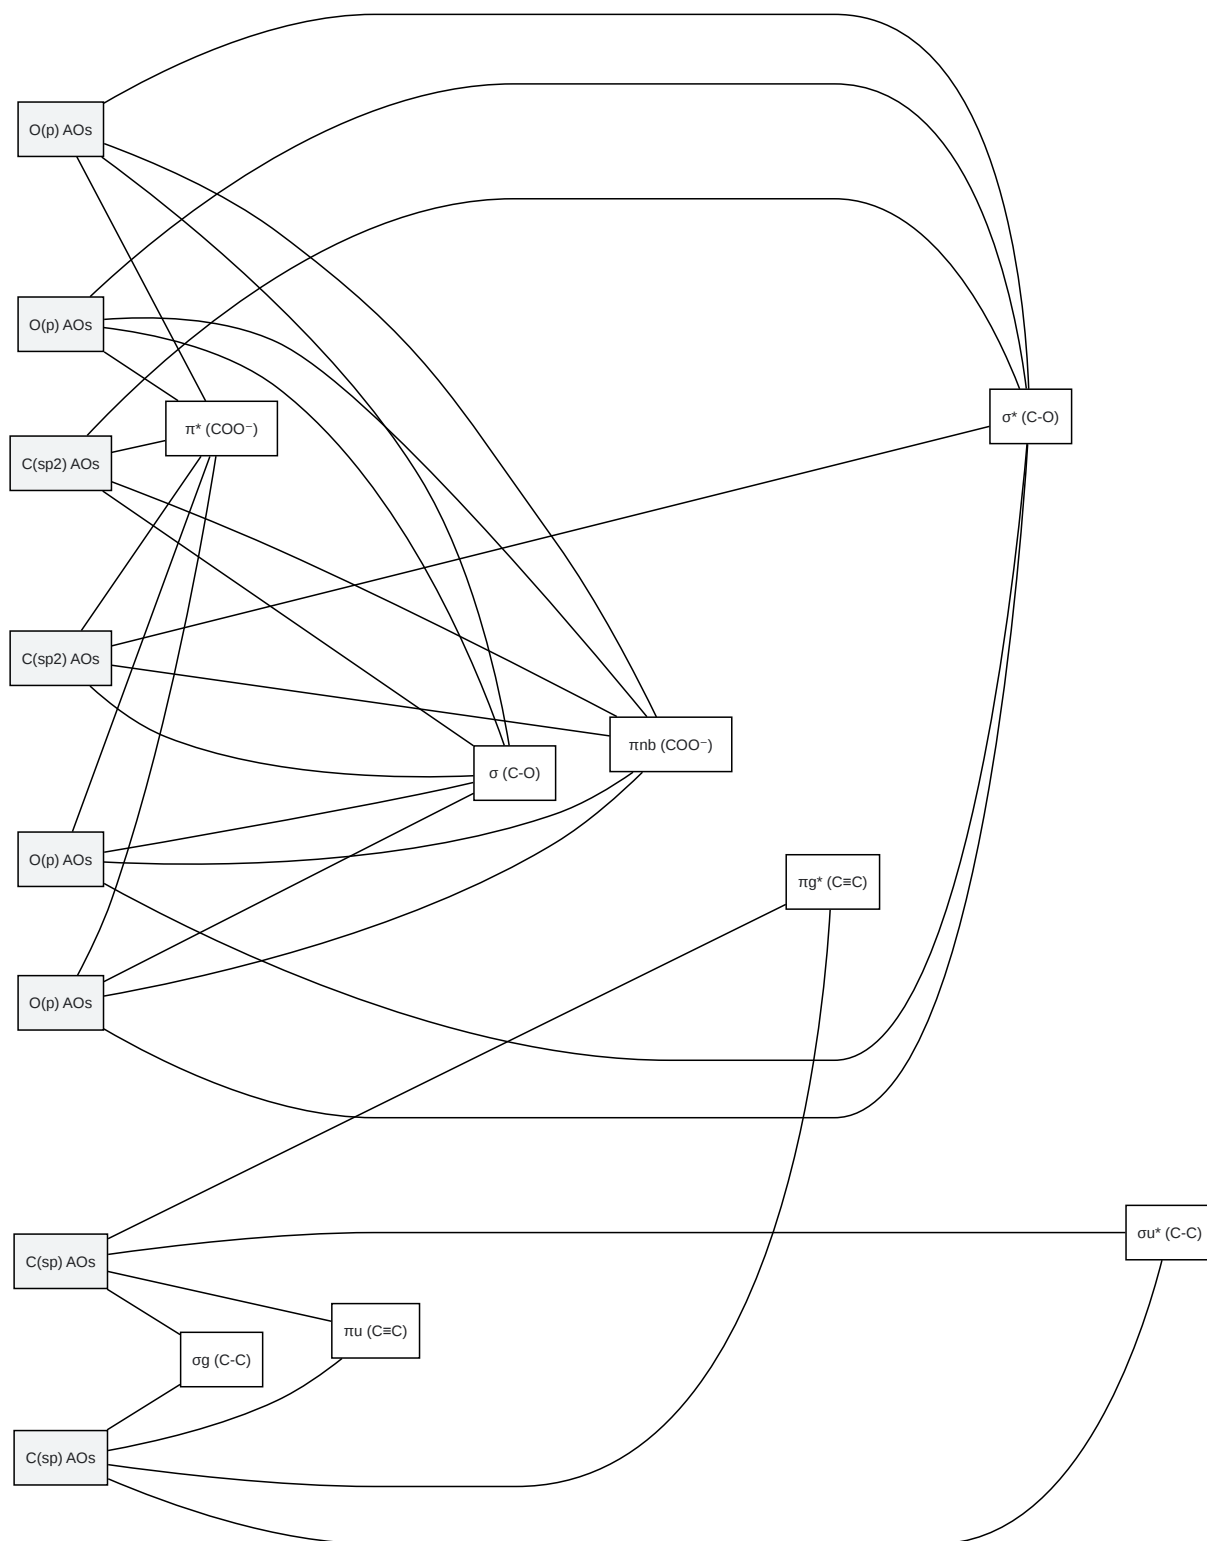 O(p) AOs
O(p) AOs
σ* (C-O)
π* (COO⁻)
C(sp2) AOs
C(sp2) AOs
πnb (COO⁻)
σ (C-O)
O(p) AOs
πg* (C≡C)
O(p) AOs
σu* (C-C)
C(sp) AOs
πu (C≡C)
σg (C-C)
C(sp) AOs